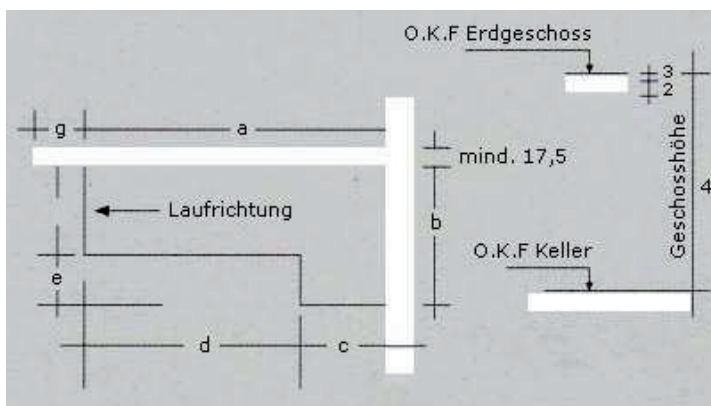 O.K.F Erdgeschoss
3
2
g
a
mind. 17,5
Geschosshöhe
4
Laufrichtung
b
O.K.F Keller
e
d
c